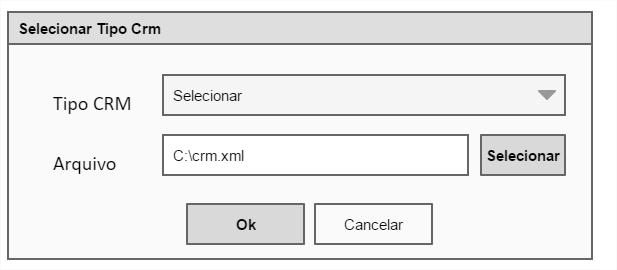 Selecionar Tipo Crm
Tipo CRM
Selecionar
Arquivo
C:\crm.xml
Selecionar
Ok
Cancelar